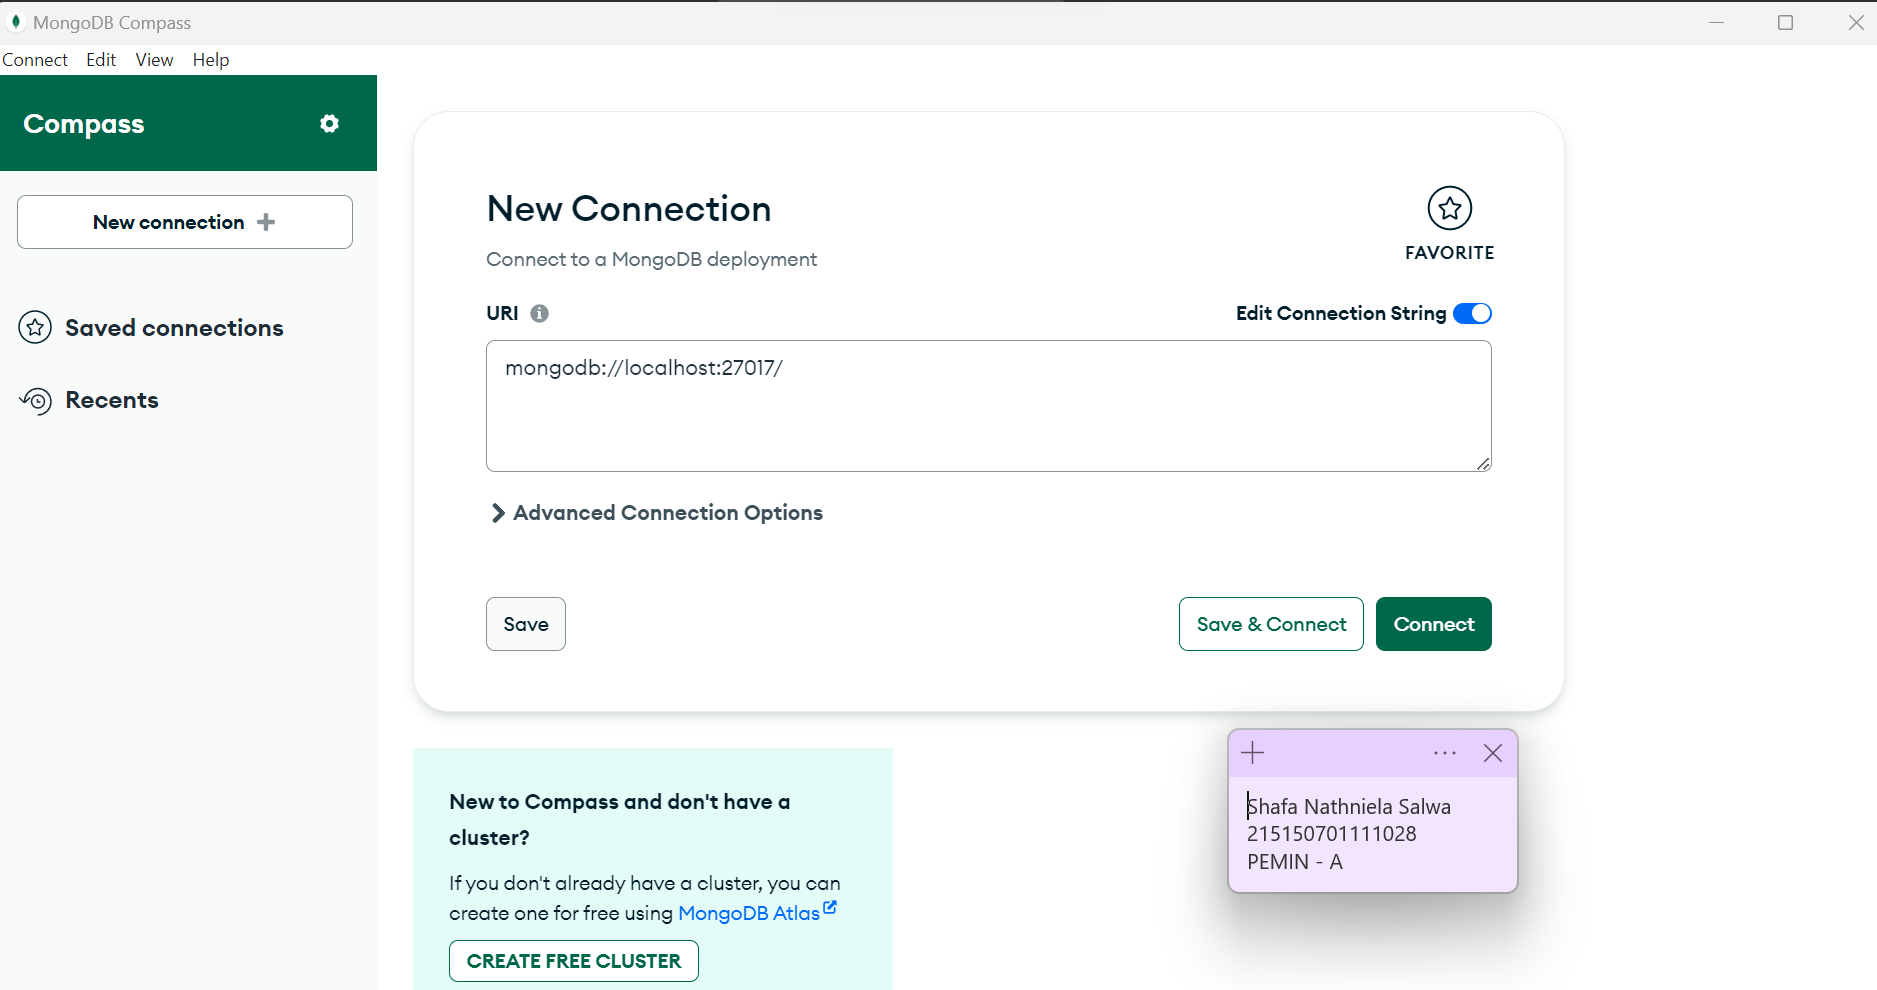 MongoDB Compass
Connect Edit View Help
Compass
New connection
Saved connections
Recents
New Connection
Connect to a MongoDB deployment
FAVORITE
URI
Edit Connection String
mongodb://localhost:27017/
Advanced Connection Options
Save
Save & Connect
Connect
New to Compass and don't have a
cluster?
If you don't already have a cluster, you can
create one for free using MongoDB Atlas
CREATE FREE CLUSTER
Shafa Nathniela Salwa
215150701111028
PEMIN - A